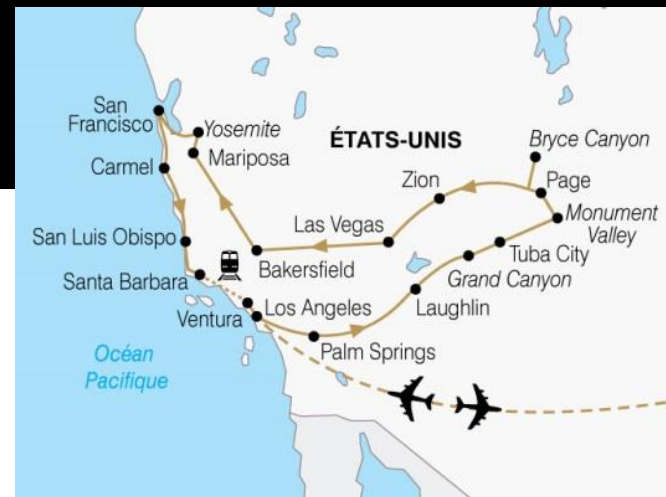 San
Francisco
Yosemite
ÉTATS-UNIS
Bryce Canyon
Carmel
Mariposa
Zion
Page
Las Vegas
Monument
Valley
San Luis Obispo
Bakersfield
Tuba City
Grand Canyon
Santa Barbara
Ventura
Los Angeles
Laughlin
Palm Springs
Océan
Pacifique